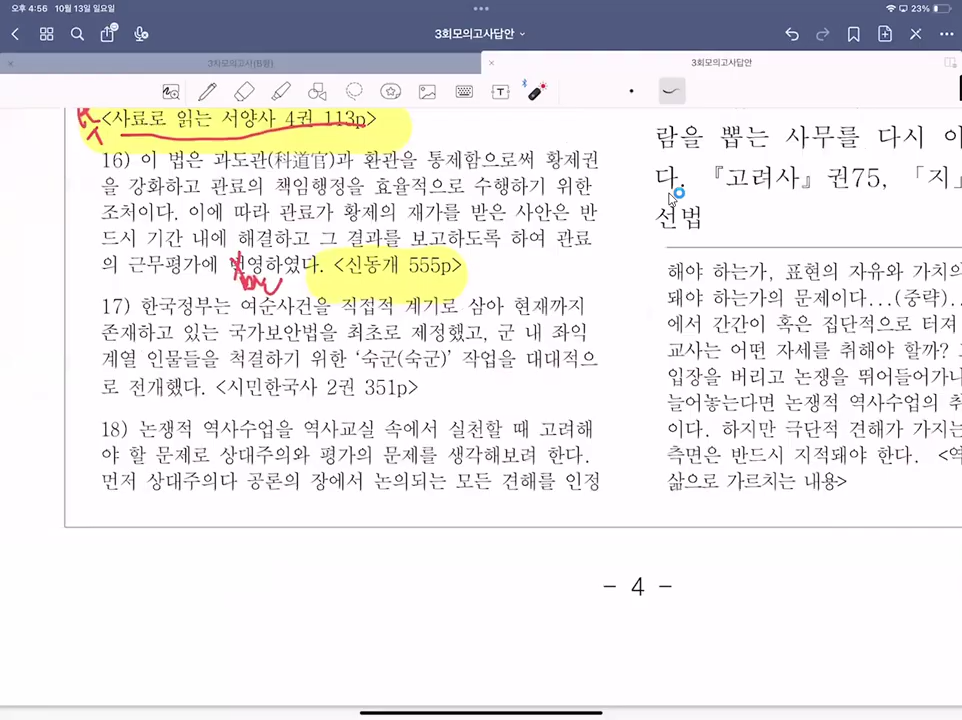 오후 4:56 10월 13일 일요일
23%
3회모의고사답안
3차모의고사(B형)
3회모의고사답안
<사료로 읽는 서양사 4권 113p>
16) 이 법은 과도관(科道官)과 환관을 통제함으로써 황제권
을 강화하고 관료의 책임행정을 효율적으로 수행하기 위한
조처이다. 이에 따라 관료가 황제의 재가를 받은 사안은 반
드시 기간 내에 해결하고 그 결과를 보고하도록 하여 관료
의 근무평가에 반영하였다. <신동개 555p>
17) 한국정부는 여순사건을 직접적 계기로 삼아 현재까지
존재하고 있는 국가보안법을 최초로 제정했고, 군 내 좌익
계열 인물들을 척결하기 위한 ‘숙군(숙군)’ 작업을 대대적으
로 전개했다. <시민한국사 2권 351p>
18) 논쟁적 역사수업을 역사교실 속에서 실천할 때 고려해
야 할 문제로 상대주의와 평가의 문제를 생각해보려 한다.
먼저 상대주의다 공론의 장에서 논의되는 모든 견해를 인정
람을 뽑는 사무를 다시 이
다. 『고려사』 권75, 「지」
선법
해야 하는가, 표현의 자유와 가치의
돼야 하는가의 문제이다...(중략)...
에서 간간이 혹은 집단적으로 터져
교사는 어떤 자세를 취해야 할까?
입장을 버리고 논쟁을 뛰어들어가나
늘어놓는다면 논쟁적 역사수업의 취
이다. 하지만 극단적 견해가 가지는
측면은 반드시 지적돼야 한다. <역
삶으로 가르치는 내용>
- 4 -